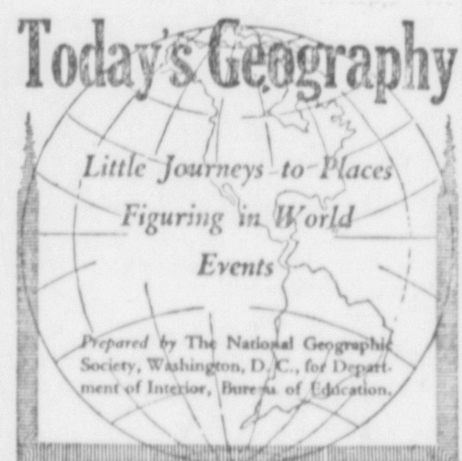 Today's Geography
Little Journeys to Places
Figuring in World
Events
Prepared by The National Geographic
Society, Washington, D. C., for Depart-
ment of Interior, Bureau of Education.